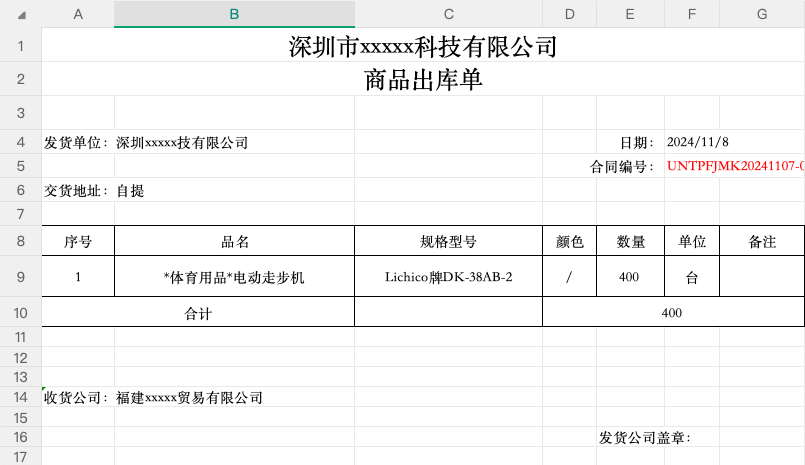 A B C D E F G
1 深圳市xxxxx科技有限公司
2 商品出库单
3
4 发货单位：深圳xxxxx技有限公司 日期： 2024/11/8
5 合同编号： UNTPFJMK20241107-0
6 交货地址：自提
7
8 序号 品名 规格型号 颜色 数量 单位 备注
9 1 *体育用品*电动走步机 Lichico牌DK-38AB-2 / 400 台
10 合计 400
11
12
13
14 收货公司：福建xxxxx贸易有限公司
15
16 发货公司盖章：
17